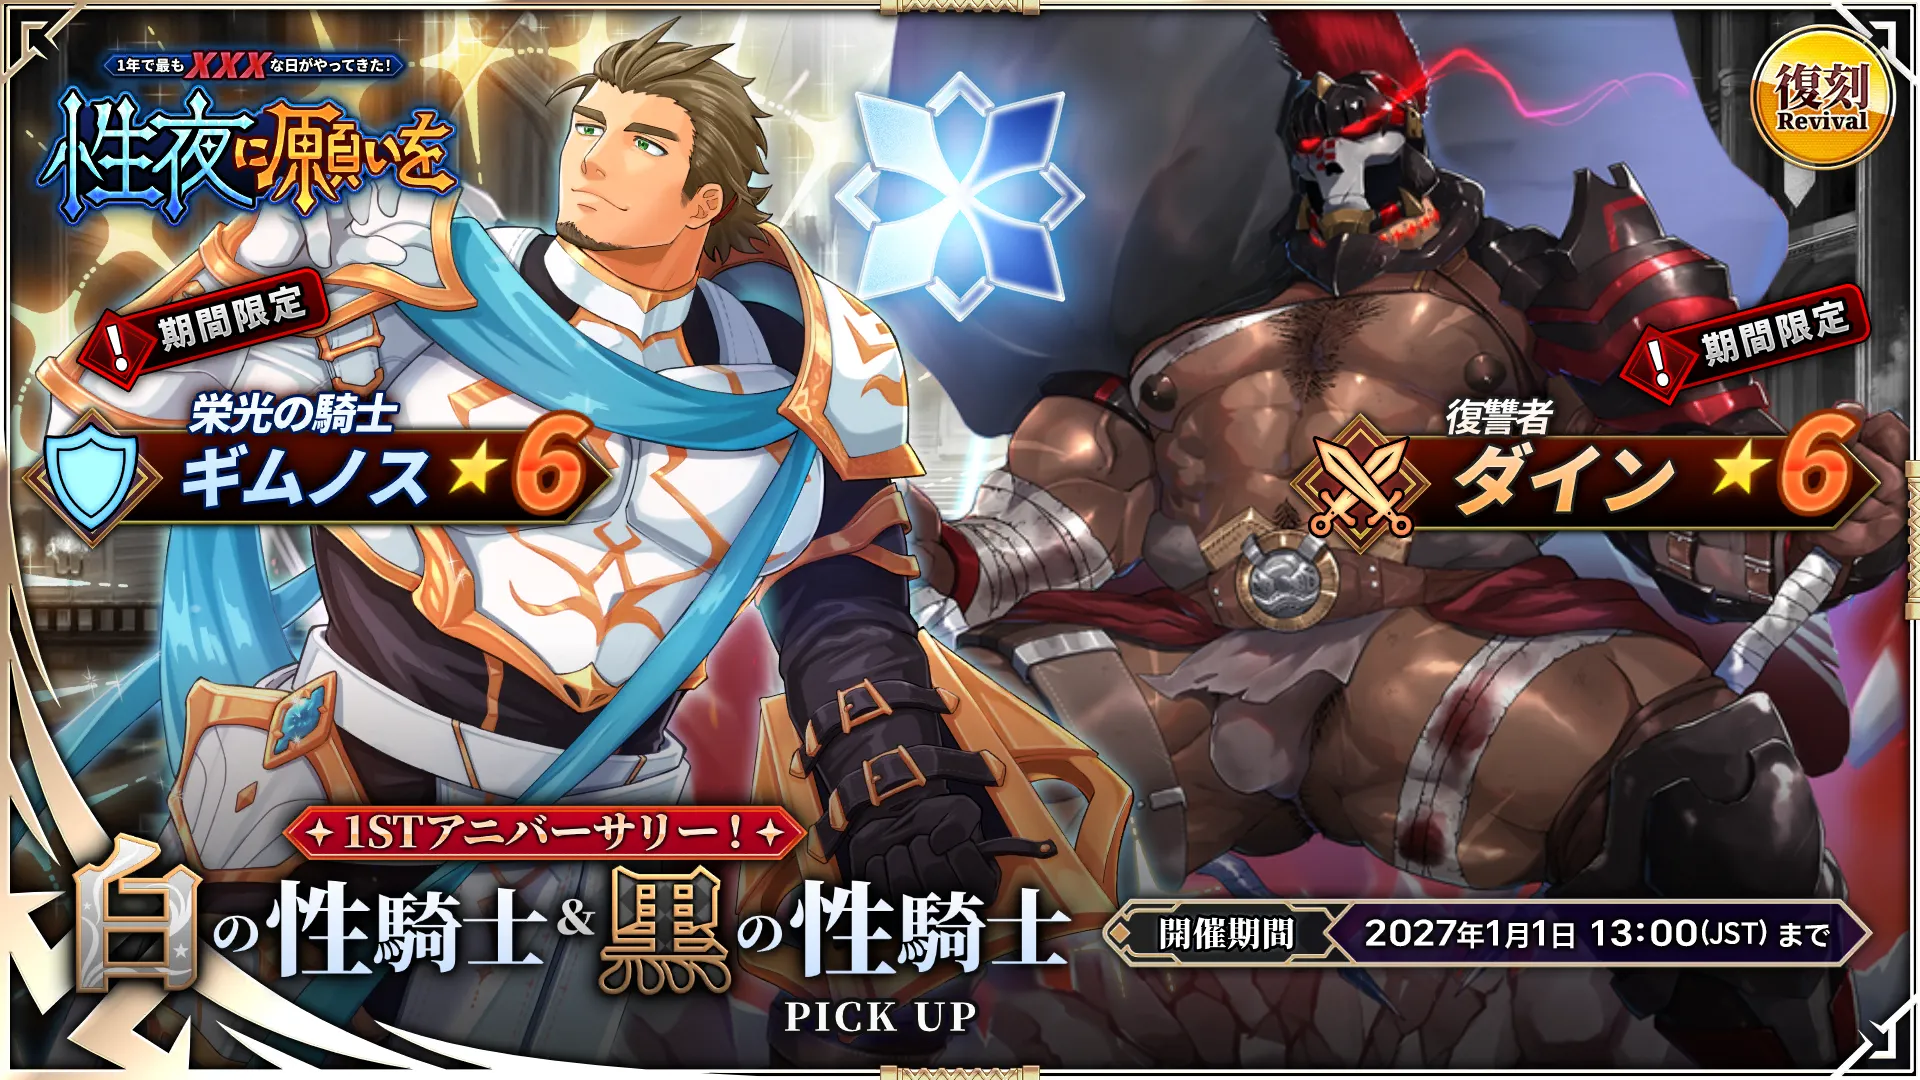 1年で最もXXXな日がやってきた!
性夜に願いを
復刻
Revival
! 期間限定
栄光の騎士
ギムノス ★6
! 期間限定
復讐者
ダイン ★6
1STアニバーサリー!
白の性騎士&黒の性騎士
PICK UP
開催期間 2027年1月1日 13:00(JST) まで